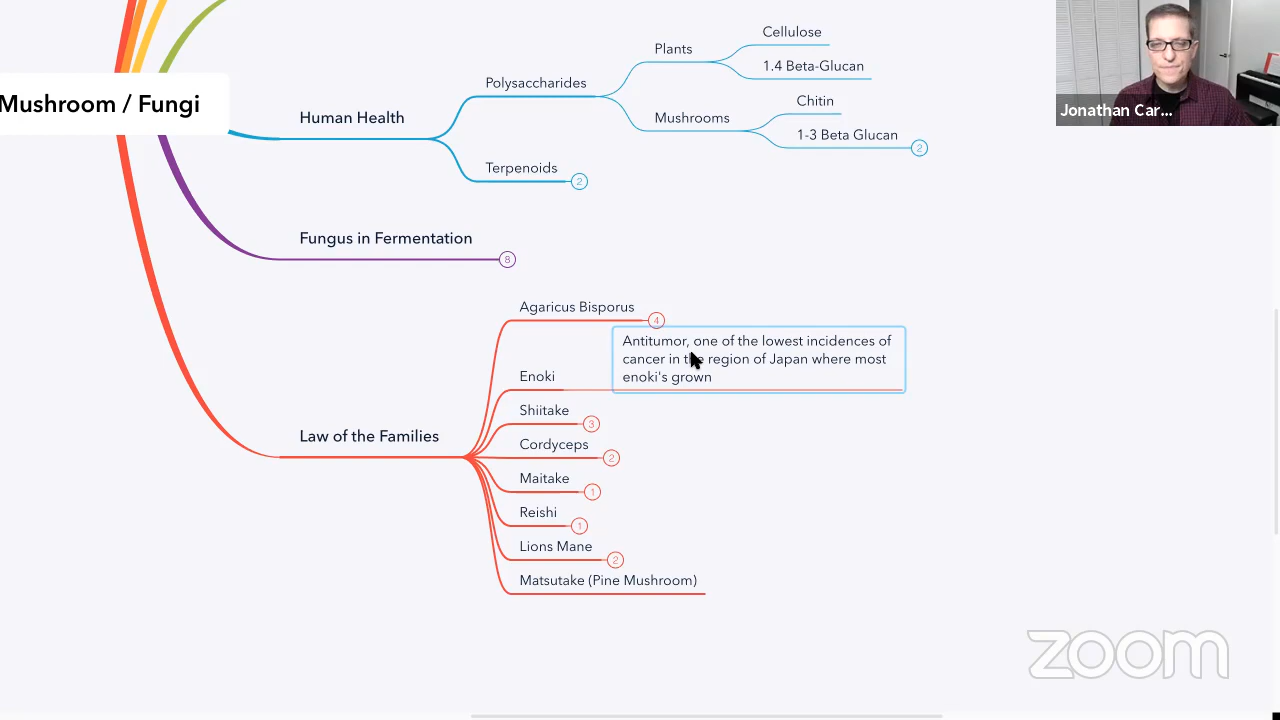 Cellulose
Plants
1.4 Beta-Glucan
Polysaccharides
Chitin
Mushrooms
1-3 Beta Glucan
2
Mushroom / Fungi
Human Health
Terpenoids
2
Fungus in Fermentation
8
Agaricus Bisporus
4
Antitumor, one of the lowest incidences of
cancer in the region of Japan where most
enoki's grown
Enoki
Shiitake
3
Law of the Families
Cordyceps
2
Maitake
1
Reishi
1
Lions Mane
2
Matsutake (Pine Mushroom)
Jonathan Car...
zoom